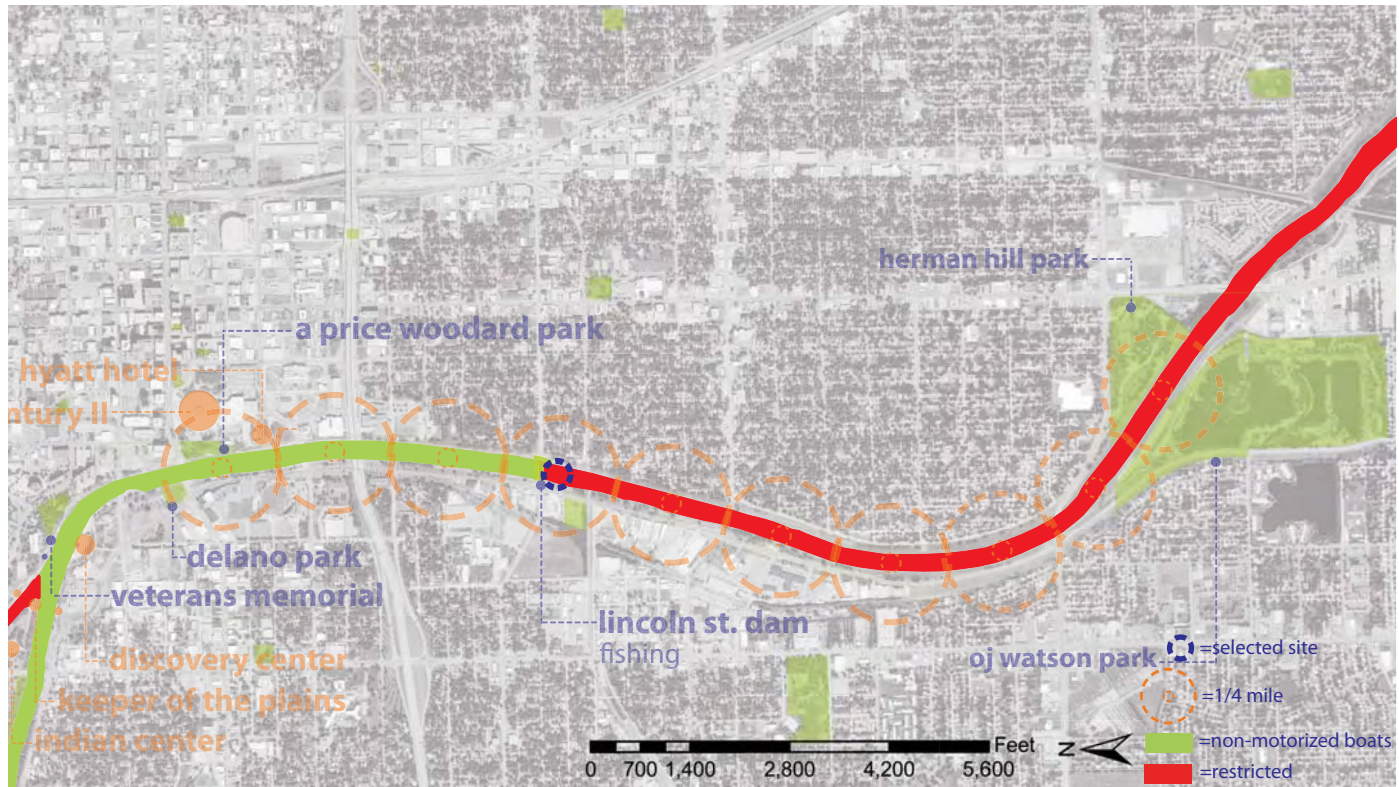 herman hill park
a price woodard park
hyatt hotel
ntury II
delano park
veterans memorial
lincoln st. dam
fishing
discovery center
keeper of the plains
indian center
oj watson park
=selected site
=1/4 mile
=non-motorized boats
=restricted
Feet
0 700 1,400 2,800 4,200 5,600
N